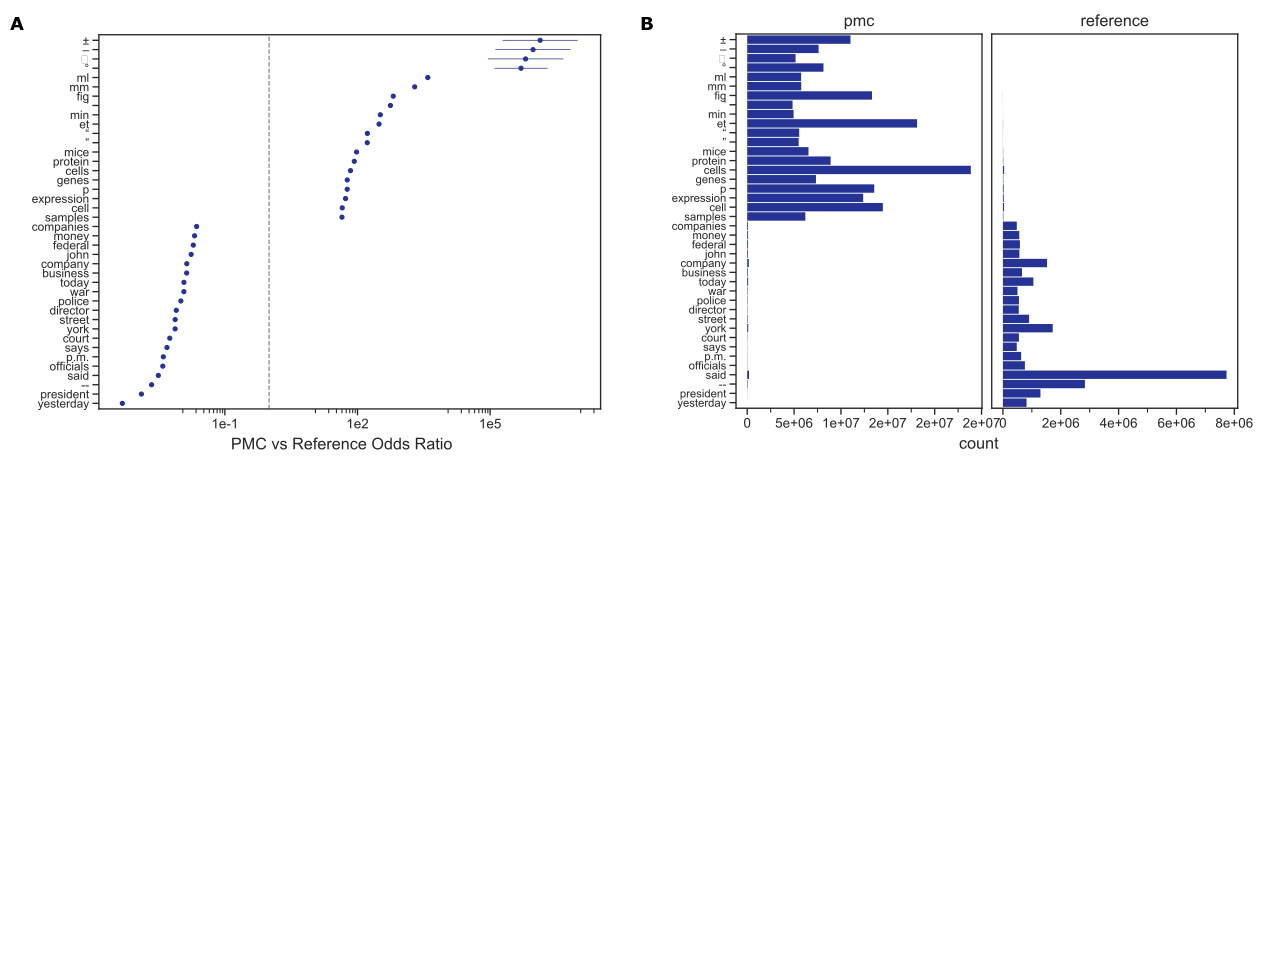 A
±
–
□
°
ml
mm
fig
min
et
"
"
mice
protein
cells
genes
p
expression
cell
samples
companies
money
federal
john
company
business
today
war
police
director
street
york
court
says
p.m.
officials
said
--
president
yesterday
1e-1 1e2 1e5
PMC vs Reference Odds Ratio
B
pmc reference
±
–
□
°
ml
mm
fig
min
et
"
"
mice
protein
cells
genes
p
expression
cell
samples
companies
money
federal
john
company
business
today
war
police
director
street
york
court
says
p.m.
officials
said
--
president
yesterday
0 5e+06 1e+07 2e+07 2e+07 2e+07 0 2e+06 4e+06 6e+06 8e+06
count